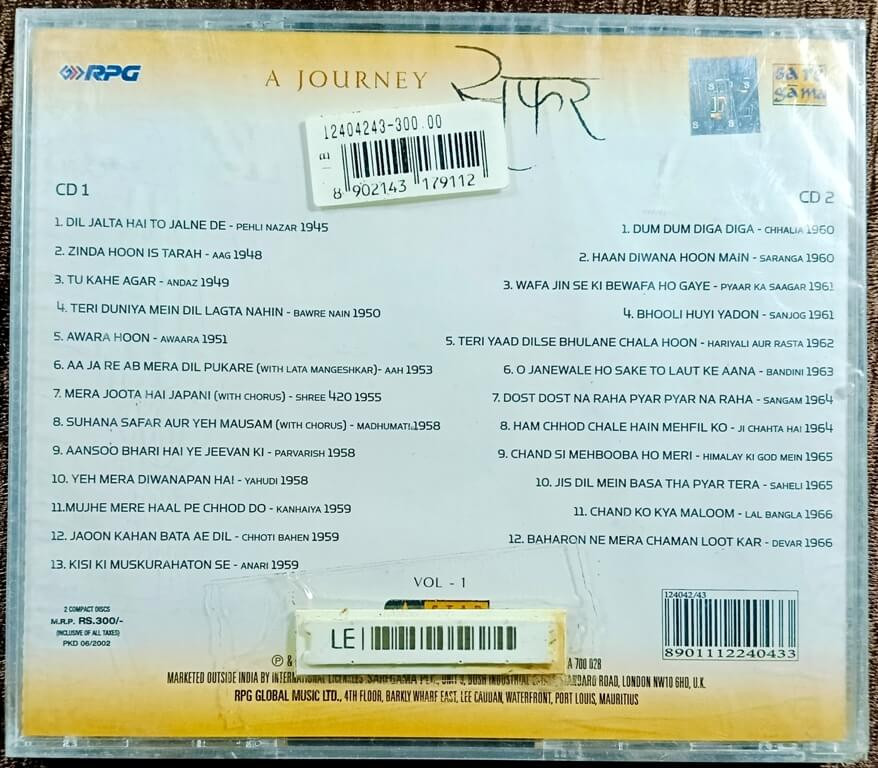 RPG
A JOURNEY
सफर
sa re
ga ma
12404243-300.00
8 902143 179112
CD 1
1. DIL JALTA HAI TO JALNE DE - PEHLI NAZAR 1945
2. ZINDA HOON IS TARAH - AAG 1948
3. TU KAHE AGAR - ANDAZ 1949
4. TERI DUNIYA MEIN DIL LAGTA NAHIN - BAWRE NAIN 1950
5. AWARA HOON - AWAARA 1951
6. AA JA RE AB MERA DIL PUKARE (WITH LATA MANGESHKAR)- AAH 1953
7. MERA JOOTA HAI JAPANI (WITH CHORUS) - SHREE 420 1955
8. SUHANA SAFAR AUR YEH MAUSAM (WITH CHORUS) - MADHUMATI 1958
9. AANSOO BHARI HAI YE JEEVAN KI - PARVARISH 1958
10. YEH MERA DIWANAPAN HAI - YAHUDI 1958
11.MUJHE MERE HAAL PE CHHOD DO - KANHAIYA 1959
12. JAOON KAHAN BATA AE DIL - CHHOTI BAHEN 1959
13. KISI KI MUSKURAHATON SE - ANARI 1959
CD 2
1. DUM DUM DIGA DIGA - CHHALIA 1960
2. HAAN DIWANA HOON MAIN - SARANGA 1960
3. WAFA JIN SE KI BEWAFA HO GAYE - PYAAR KA SAAGAR 1961
4. BHOOLI HUYI YADON - SANJOG 1961
5. TERI YAAD DILSE BHULANE CHALA HOON - HARIYALI AUR RASTA 1962
6. O JANEWALE HO SAKE TO LAUT KE AANA - BANDINI 1963
7. DOST DOST NA RAHA PYAR PYAR NA RAHA - SANGAM 1964
8. HAM CHHOD CHALE HAIN MEHFIL KO - JI CHAHTA HAI 1964
9. CHAND SI MEHBOOBA HO MERI - HIMALAY KI GOD MEIN 1965
10. JIS DIL MEIN BASA THA PYAR TERA - SAHELI 1965
11. CHAND KO KYA MALOOM - LAL BANGLA 1966
12. BAHARON NE MERA CHAMAN LOOT KAR - DEVAR 1966
VOL - 1
2 COMPACT DISCS
M.R.P. RS.300/-
(INCLUSIVE OF ALL TAXES)
PKD 06/2002
LE
124042/43
8901112240433
Ⓟ &
A 700 028
MARKETED OUTSIDE INDIA BY INTERNATIONAL ROAD, LONDON NW10 6HD, U.K.
RPG GLOBAL MUSIC LTD., 4TH FLOOR, BARKLY WHARF EAST, LEE CAUDAN, WATERFRONT, PORT LOUIS, MAURITIUS